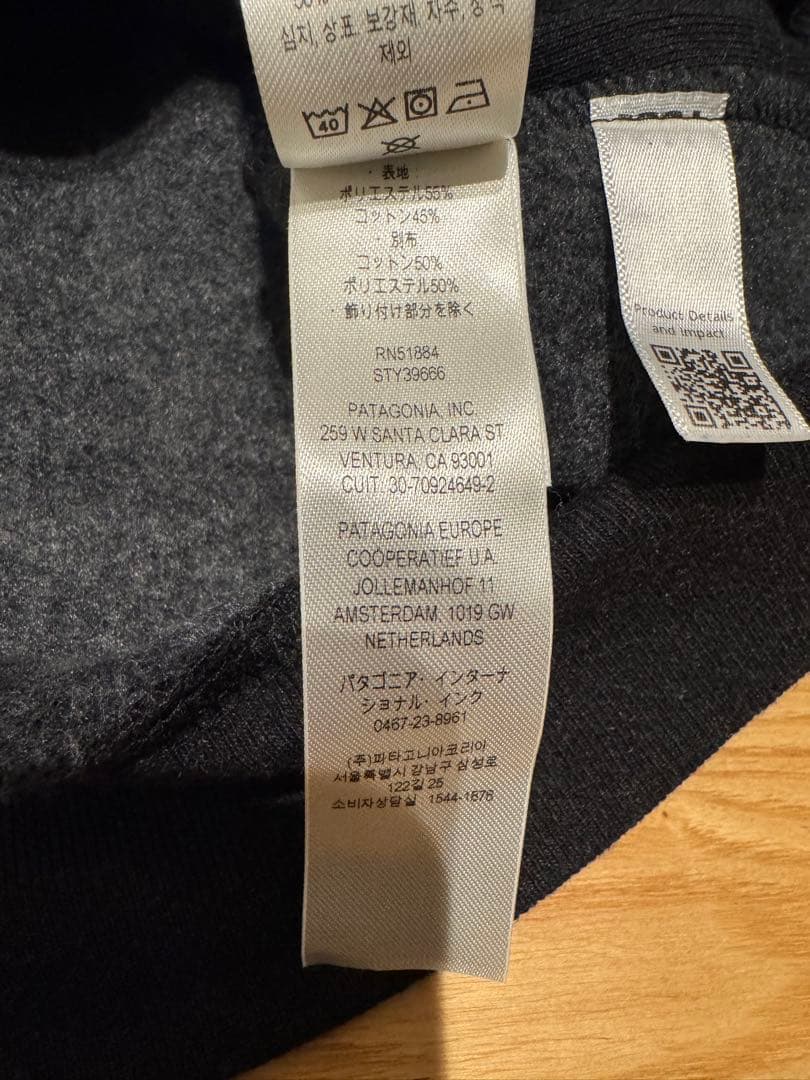 심지, 상표, 보강재, 자수, 장식
제외
40
・表地:
ポリエステル55%
コットン45%
・別布
コットン50%
ポリエステル50%
・飾り付け部分を除く
RN51884
STY39666
PATAGONIA, INC.
259 W SANTA CLARA ST
VENTURA, CA 93001
CUIT. 30-70924649-2
PATAGONIA EUROPE
COOPERATIEF U.A.
JOLLEMANHOF 11
AMSTERDAM, 1019 GW
NETHERLANDS
パタゴニア・インターナ
ショナル・インク
0467-23-8961
(주)파타고니아코리아
서울특별시 강남구 삼성로
122길 25
소비자상담실 1544-1876
Product Details
and impact